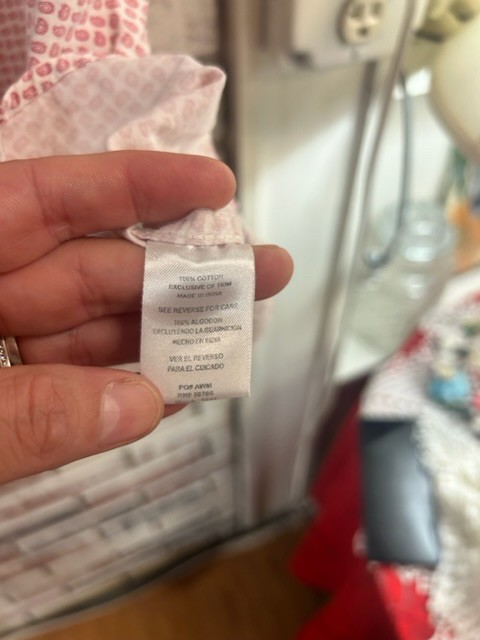 100% COTTON
EXCLUSIVE OF TRIM
MADE IN INDIA
SEE REVERSE FOR CARE
100% ALGODON
EXCLUYENDO LA GUARNICION
HECHO EN INDIA
VER EL REVERSO
PARA EL CUIDADO